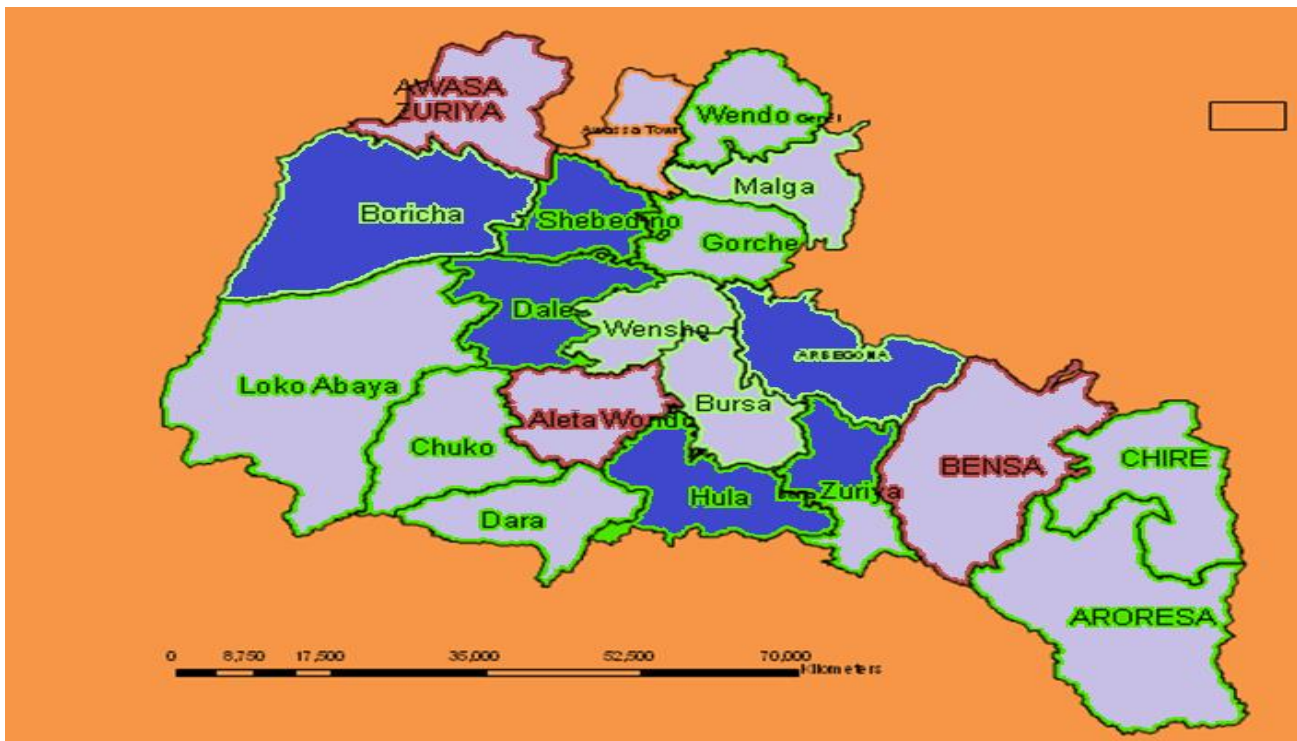 AWASA
ZURIYA
Awassa Town
Wendo
Malga
Boricha
Shebedino
Gorche
Dale
Wensho
ARBEGONA
Loko Abaya
Bursa
Aleta Wondo
Chuko
BENSA
CHIRE
Hula
Zuriya
Dara
ARORESA
0 8,750 17,500 35,000 52,500 70,000
Kilometers